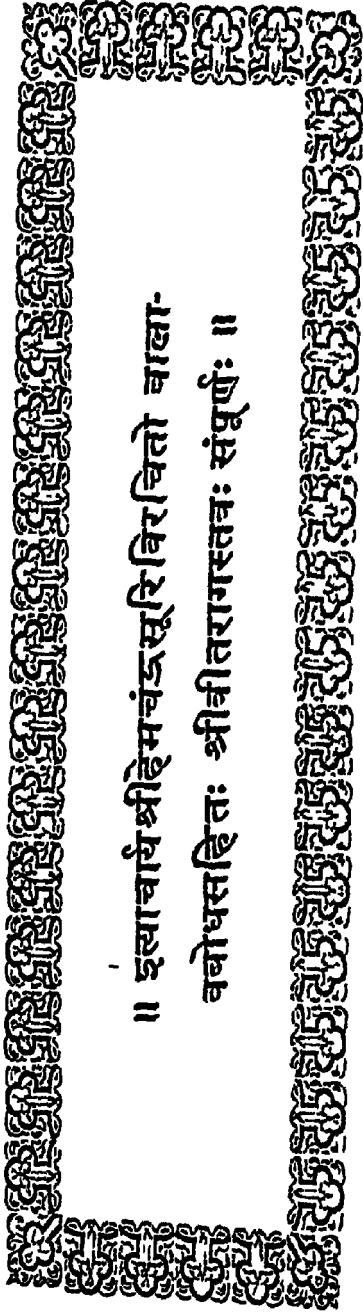 ॥ इत्याचार्यश्रीहेमचंद्रसूरिविरचितो बाला-
वबोधसहितः श्रीवीतरागस्तवः संपूर्णः ॥